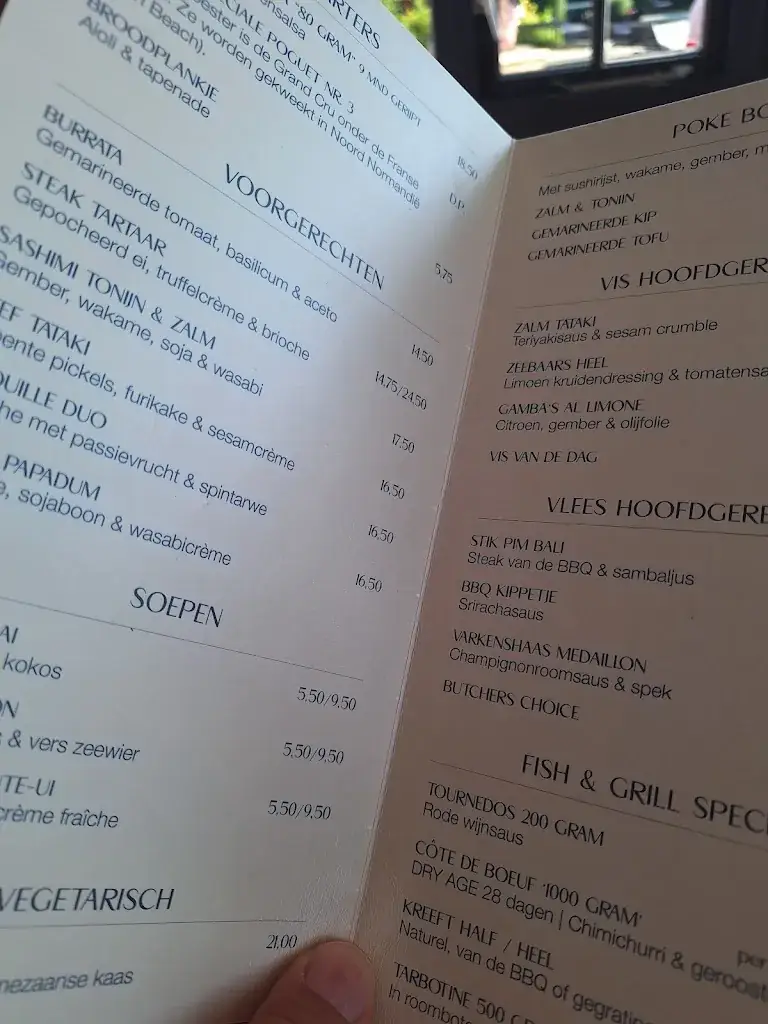 ARTERS
'80 GRAM' 9 MND GERIJPT 18,50
ensalsa
CIALE POGUET NR. 3 D.P.
oester is de Grand Cru onder de Franse
. Ze worden gekweekt in Noord Normandië
Beach).
BROODPLANKJE 5,75
Aioli & tapenade
VOORGERECHTEN
BURRATA 14,50
Gemarineerde tomaat, basilicum & aceto
STEAK TARTAAR 14,75/24,50
Gepocheerd ei, truffelcrème & brioche
SASHIMI TONIJN & ZALM 17,50
Gember, wakame, soja & wasabi
EF TATAKI 16,50
ente pickels, furikake & sesamcrème
OUILLE DUO 16,50
he met passievrucht & spintarwe
PAPADUM 16,50
e, sojaboon & wasabicrème
SOEPEN
AI 5,50/9,50
kokos
ON 5,50/9,50
& vers zeewier
TE-UI 5,50/9,50
crème fraîche
VEGETARISCH
21,00
nezaanse kaas
POKE BO
Met sushirijst, wakame, gember, m
ZALM & TONIJN
GEMARINEERDE KIP
GEMARINEERDE TOFU
VIS HOOFDGER
ZALM TATAKI
Teriyakisaus & sesam crumble
ZEEBAARS HEEL
Limoen kruidendressing & tomatensa
GAMBA'S AL LIMONE
Citroen, gember & olijfolie
VIS VAN DE DAG
VLEES HOOFDGERE
STIK PIM BALI
Steak van de BBQ & sambaljus
BBQ KIPPETJE
Srirachasaus
VARKENSHAAS MEDAILLON
Champignonroomsaus & spek
BUTCHERS CHOICE
FISH & GRILL SPECI
TOURNEDOS 200 GRAM
Rode wijnsaus
CÔTE DE BOEUF '1000 GRAM'
DRY AGE 28 dagen | Chimichurri & geroost
per
KREEFT HALF / HEEL
Naturel, van de BBQ of gegratin
TARBOTINE 500 GR
In roombote